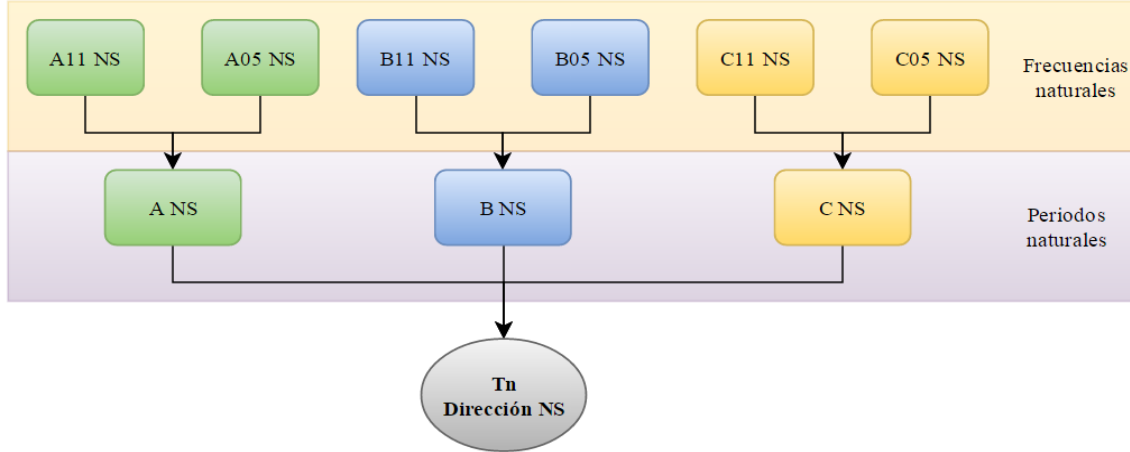 A11 NS
A05 NS
B11 NS
B05 NS
C11 NS
C05 NS
Frecuencias
naturales
A NS
B NS
C NS
Periodos
naturales
Tn
Dirección NS